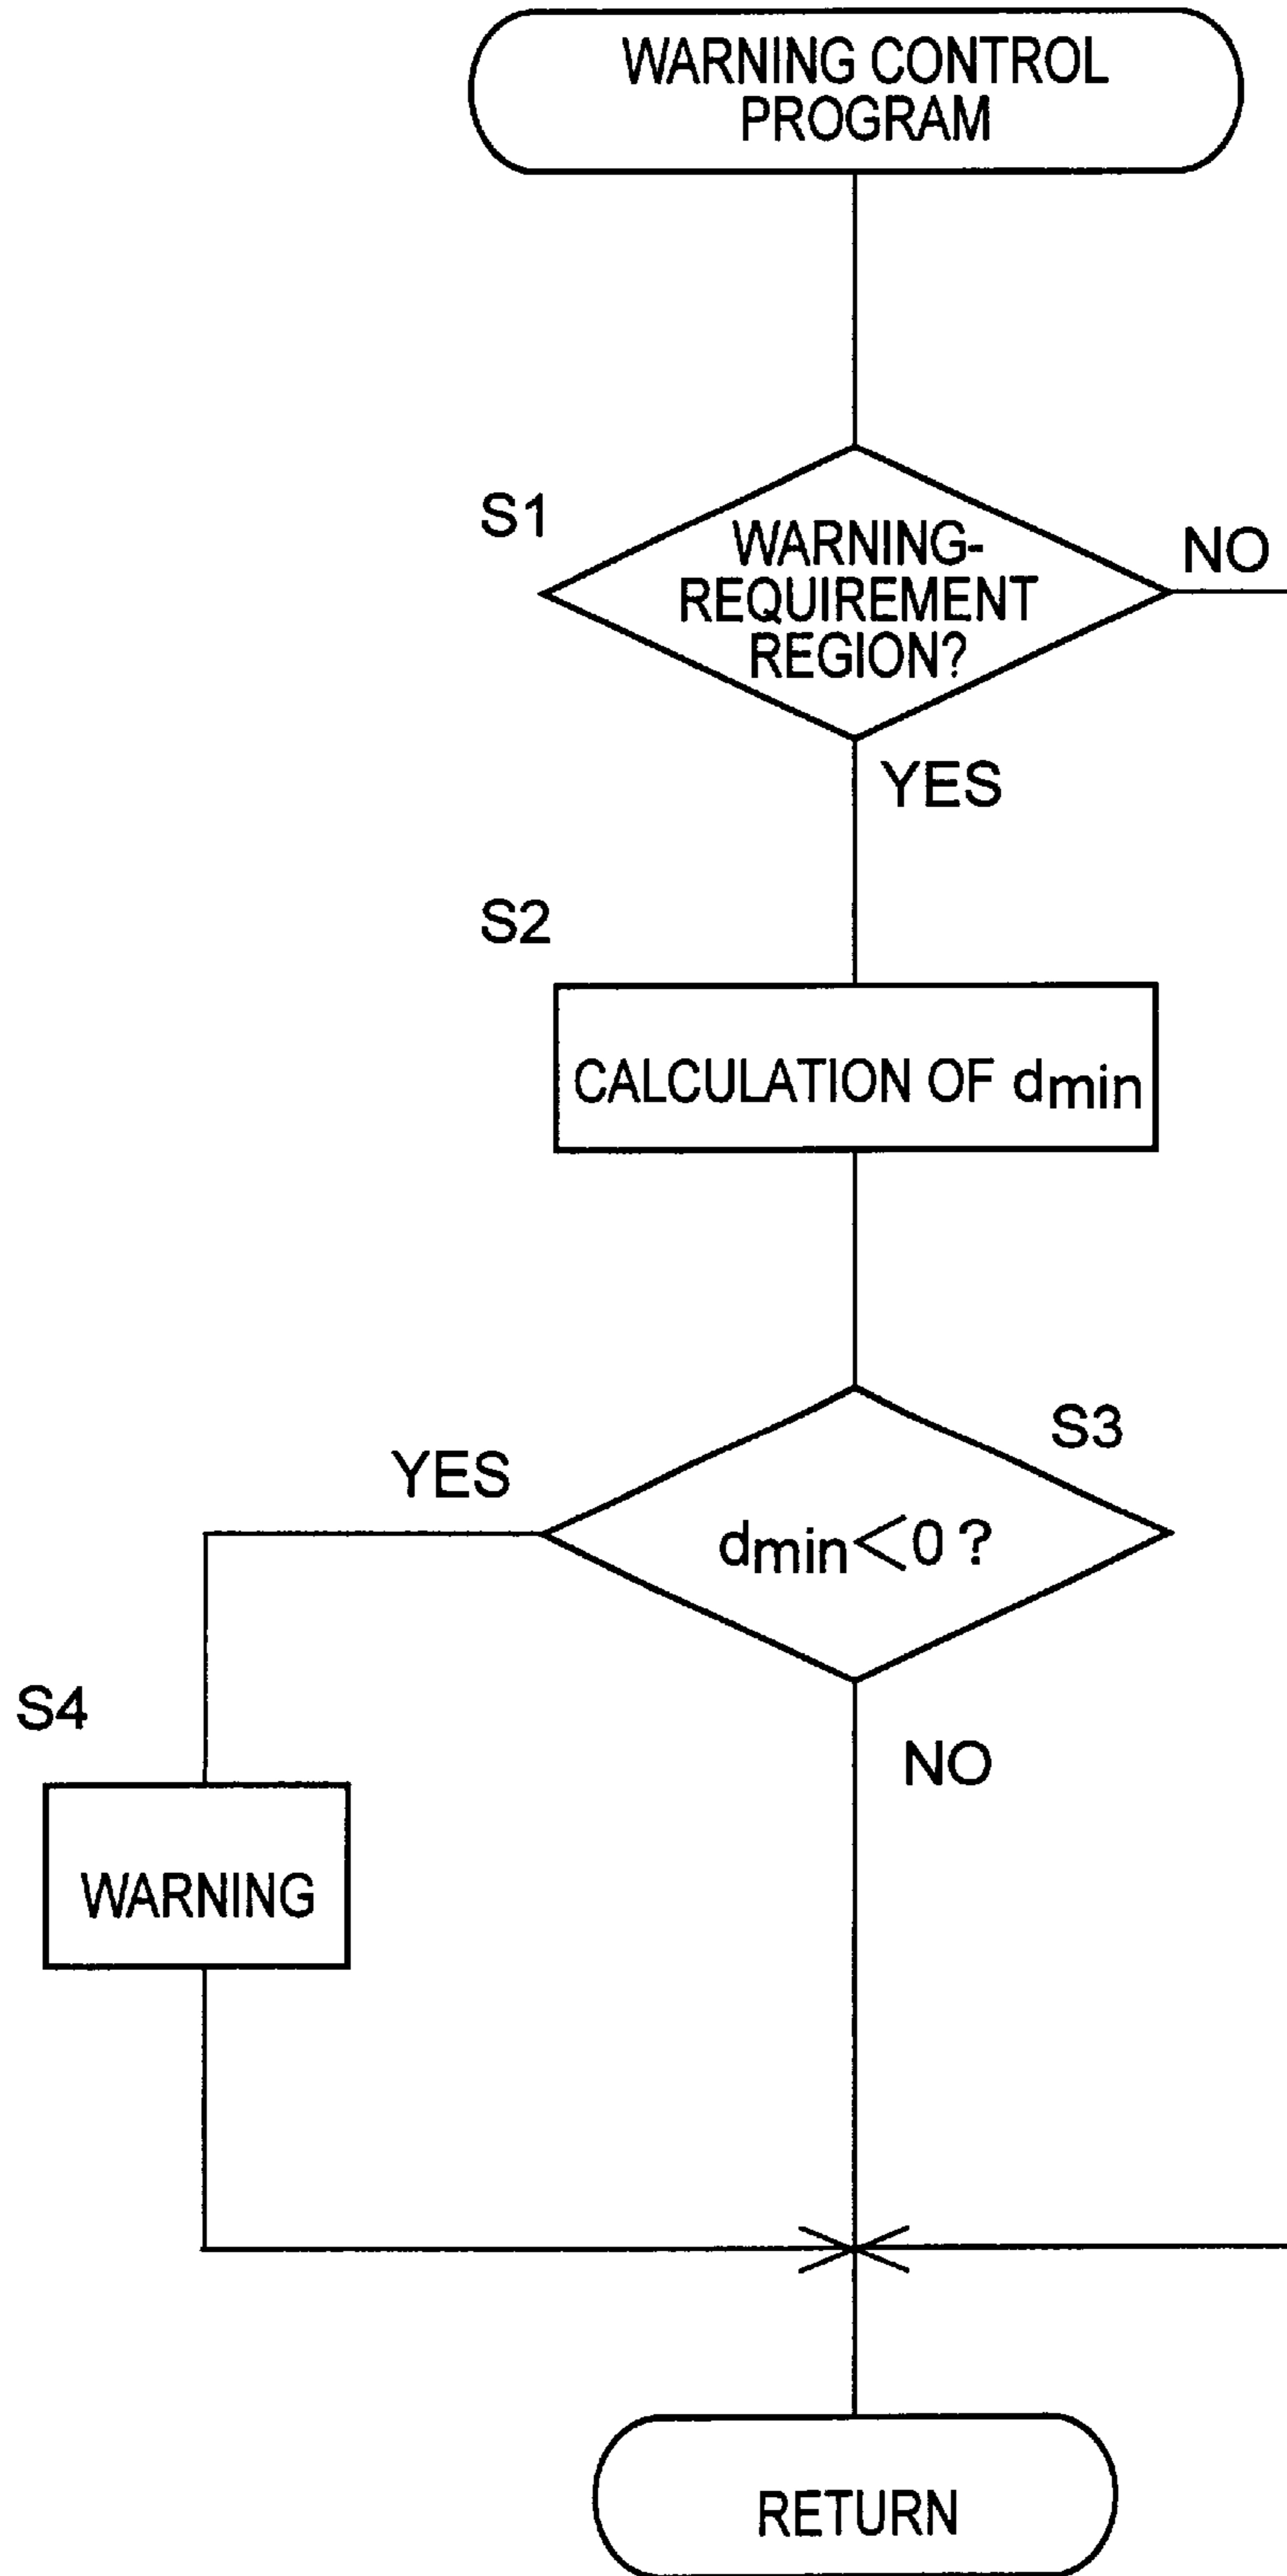 WARNING CONTROL
PROGRAM
S1
WARNING-
REQUIREMENT
REGION?
NO
YES
S2
CALCULATION OF dmin
S3
YES
dmin<0?
S4
NO
WARNING
RETURN